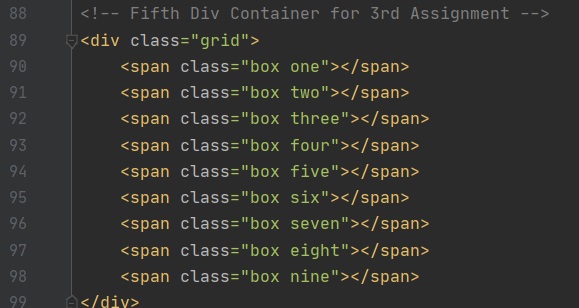 88 <!-- Fifth Div Container for 3rd Assignment -->
89 <div class="grid">
90 <span class="box one"></span>
91 <span class="box two"></span>
92 <span class="box three"></span>
93 <span class="box four"></span>
94 <span class="box five"></span>
95 <span class="box six"></span>
96 <span class="box seven"></span>
97 <span class="box eight"></span>
98 <span class="box nine"></span>
99 </div>